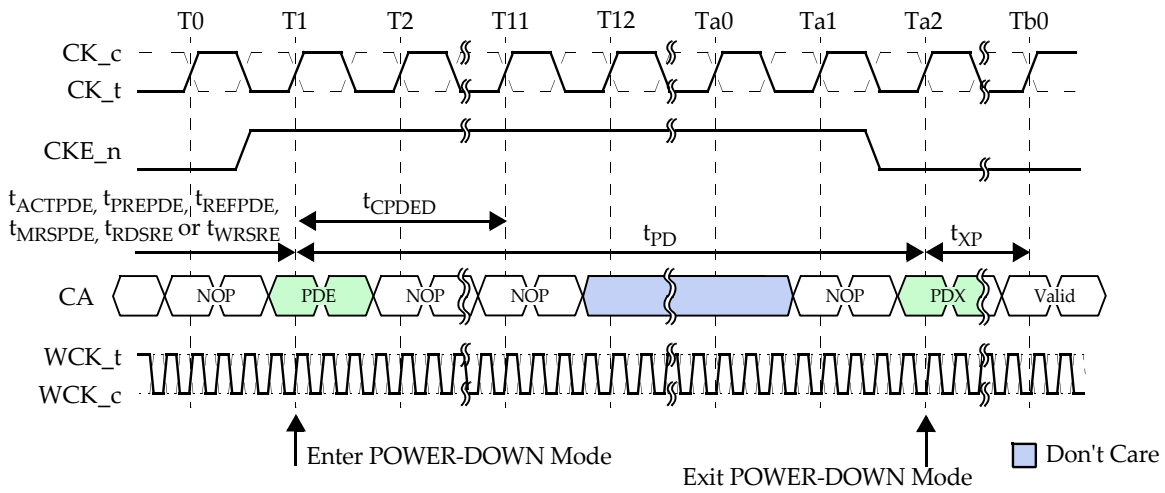 T0 T1 T2 T11 T12 Ta0 Ta1 Ta2 Tb0
CK_c
CK_t
CKE_n
tACTPDE, tPREPDE, tREFPDE,
tMRSPDE, tRDSRE or tWRSRE
tCPDED
tPD
tXP
CA NOP PDE NOP NOP NOP PDX Valid
WCK_t
WCK_c
Enter POWER-DOWN Mode
Exit POWER-DOWN Mode
Don't Care